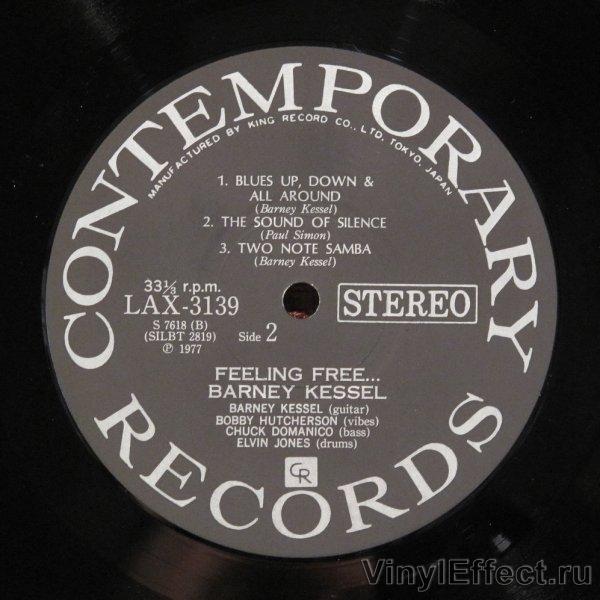 CONTEMPORARY
MANUFACTURED BY KING RECORD CO., LTD. TOKYO, JAPAN
1. BLUES UP, DOWN &
ALL AROUND
(Barney Kessel)
2. THE SOUND OF SILENCE
(Paul Simon)
3. TWO NOTE SAMBA
(Barney Kessel)
33⅓ r.p.m.
LAX-3139
STEREO
S 7618 (B)
(SILBT 2819)
Side 2
℗ 1977
FEELING FREE...
BARNEY KESSEL
BARNEY KESSEL (guitar)
BOBBY HUTCHERSON (vibes)
CHUCK DOMANICO (bass)
ELVIN JONES (drums)
CR
RECORDS
VinylEffect.ru